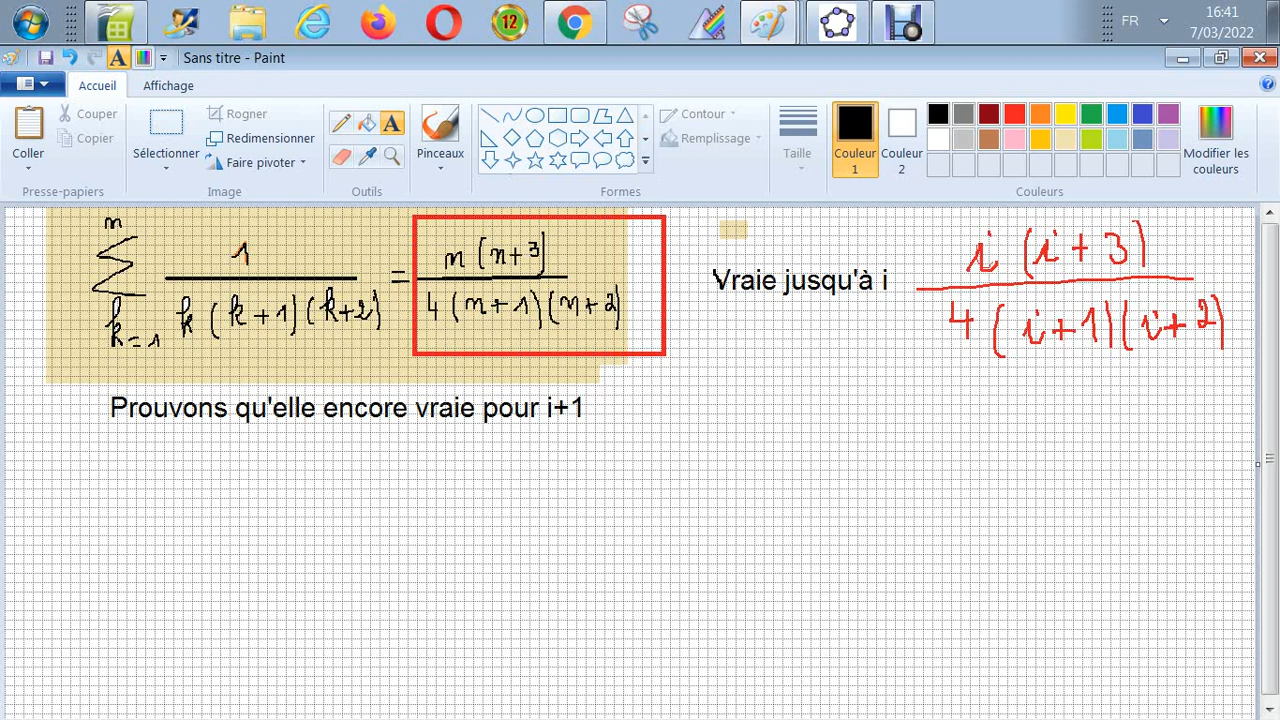 12
FR
16:41
7/03/2022
Sans titre - Paint
Accueil
Affichage
Coller
Couper
Copier
Presse-papiers
Sélectionner
Rogner
Redimensionner
Faire pivoter
Image
A
Outils
Pinceaux
Contour
Remplissage
Formes
Taille
Couleur 1
Couleur 2
Modifier les couleurs
Couleurs
n
∑ 1 / k(k+1)(k+2) = n(n+3) / 4(n+1)(n+2)
k=1
Vraie jusqu'à i
i(i+3) / 4(i+1)(i+2)
Prouvons qu'elle encore vraie pour i+1